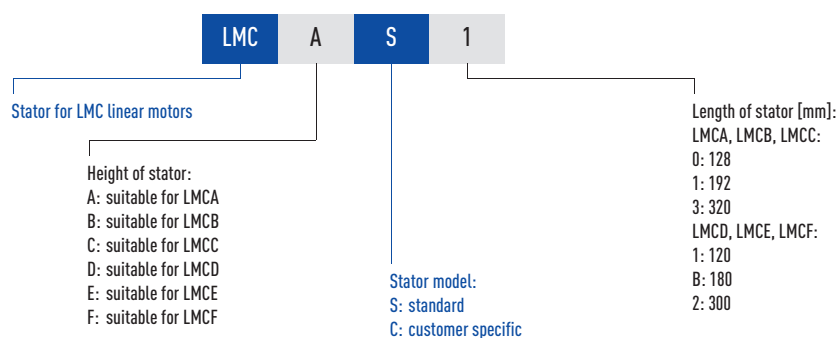 LMC A S 1
Stator for LMC linear motors
Height of stator:
A: suitable for LMCA
B: suitable for LMCB
C: suitable for LMCC
D: suitable for LMCD
E: suitable for LMCE
F: suitable for LMCF
Stator model:
S: standard
C: customer specific
Length of stator [mm]:
LMCA, LMCB, LMCC:
0: 128
1: 192
3: 320
LMCD, LMCE, LMCF:
1: 120
B: 180
2: 300